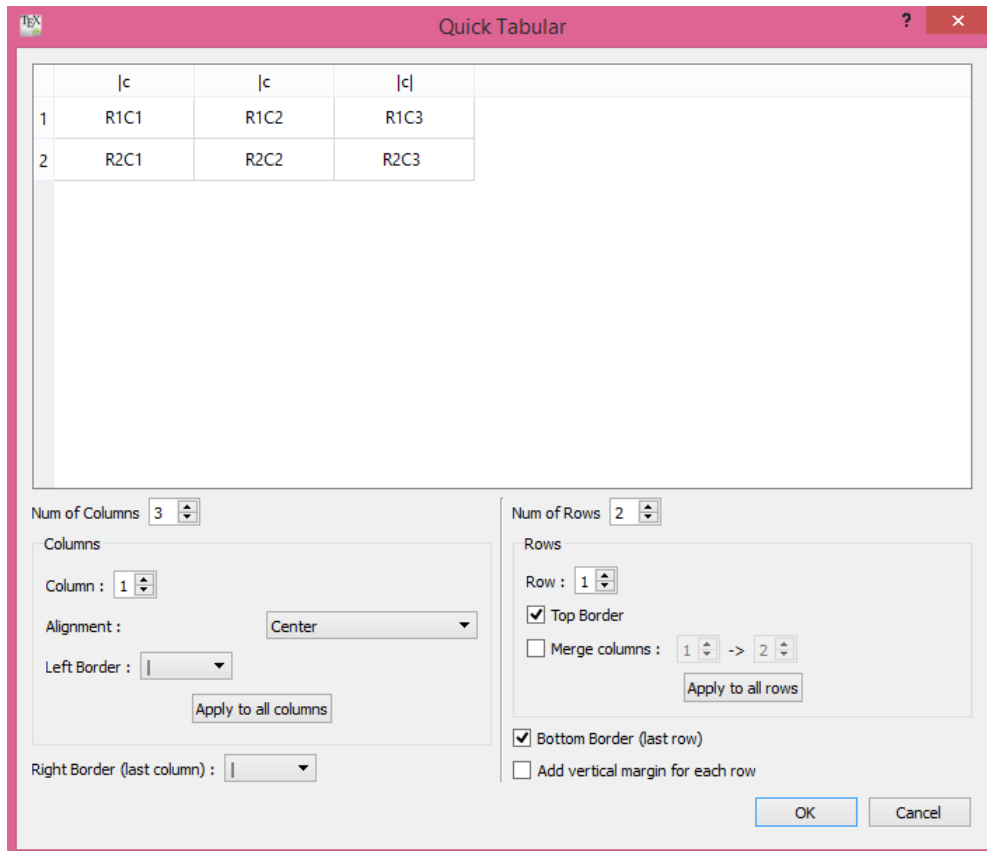 TEX
Quick Tabular
?
|c |c |c|
1 R1C1 R1C2 R1C3
2 R2C1 R2C2 R2C3
Num of Columns 3
Columns
Column : 1
Alignment : Center
Left Border : |
Apply to all columns
Right Border (last column) : |
Num of Rows 2
Rows
Row : 1
Top Border
Merge columns : 1 -> 2
Apply to all rows
Bottom Border (last row)
Add vertical margin for each row
OK Cancel